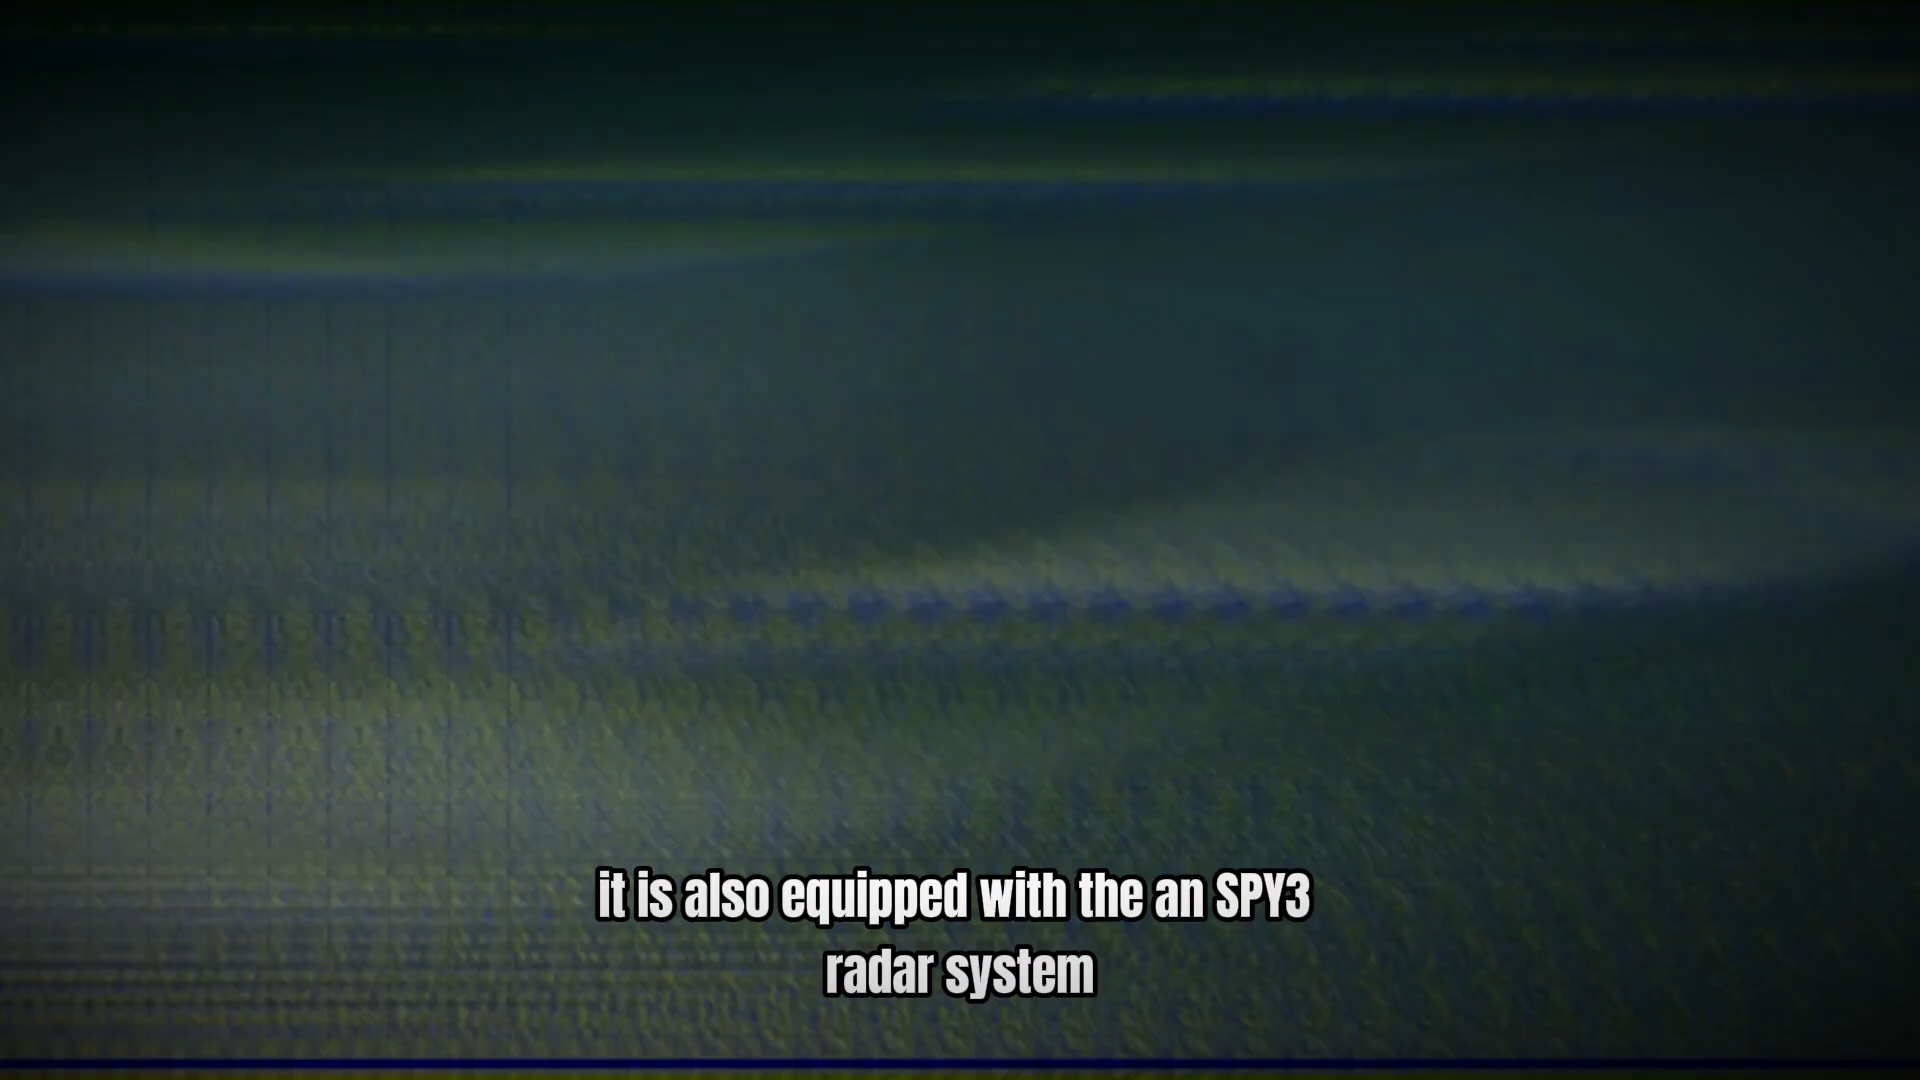 it is also equipped with the an SPY3
radar system